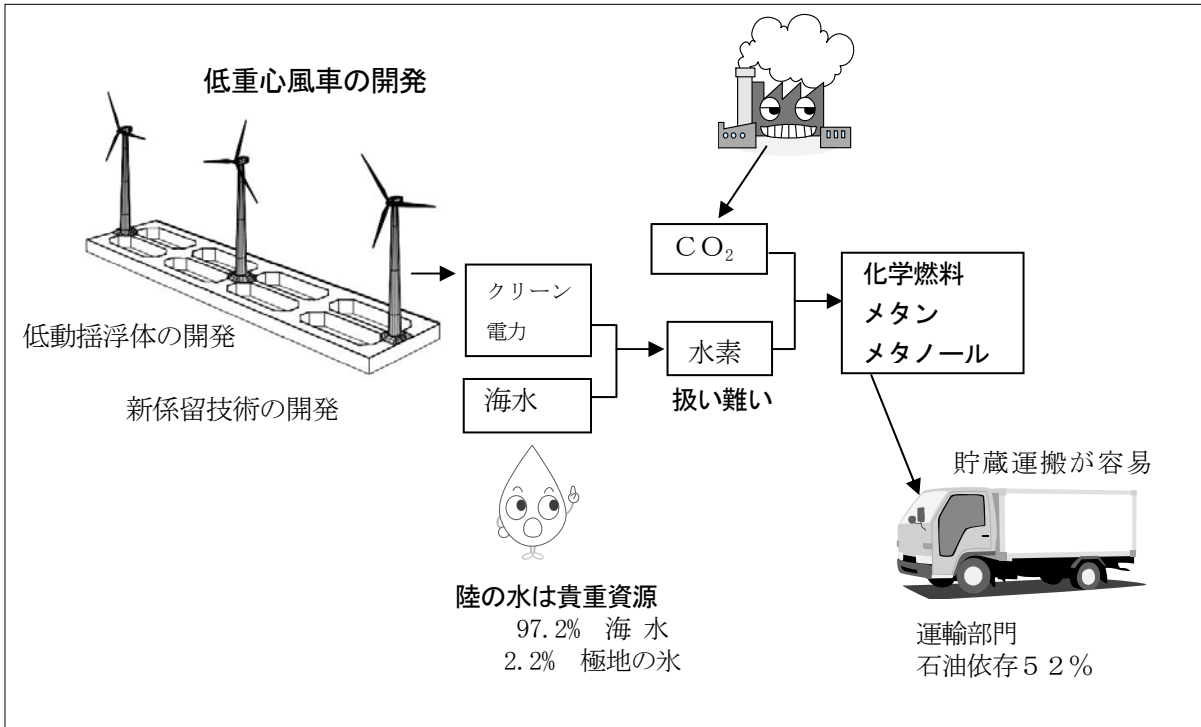 低重心風車の開発
低動揺浮体の開発
新係留技術の開発
クリーン
電力
海水
陸の水は貴重資源
97.2%　海 水
2.2%　極地の氷
ＣＯ₂
水素
扱い難い
化学燃料
メタン
メタノール
貯蔵運搬が容易
運輸部門
石油依存５２％